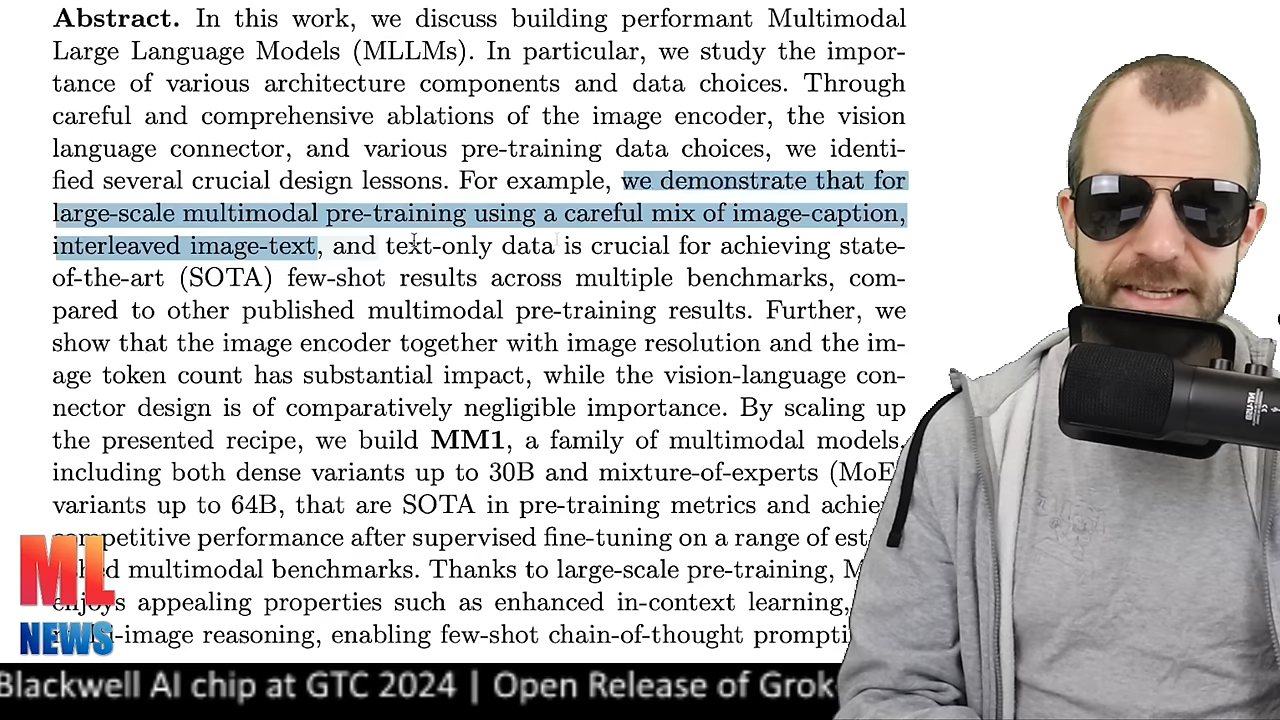 Abstract. In this work, we discuss building performant Multimodal
Large Language Models (MLLMs). In particular, we study the impor-
tance of various architecture components and data choices. Through
careful and comprehensive ablations of the image encoder, the vision
language connector, and various pre-training data choices, we identi-
fied several crucial design lessons. For example, we demonstrate that for
large-scale multimodal pre-training using a careful mix of image-caption,
interleaved image-text, and text-only data is crucial for achieving state-
of-the-art (SOTA) few-shot results across multiple benchmarks, com-
pared to other published multimodal pre-training results. Further, we
show that the image encoder together with image resolution and the im-
age token count has substantial impact, while the vision-language con-
nector design is of comparatively negligible importance. By scaling up
the presented recipe, we build MM1, a family of multimodal models,
including both dense variants up to 30B and mixture-of-experts (MoE
variants up to 64B, that are SOTA in pre-training metrics and
competitive performance after supervised fine-tuning on a range of
multimodal benchmarks. Thanks to large-scale pre-training,
enjoys appealing properties such as enhanced in-context learning,
-image reasoning, enabling few-shot chain-of-thought
ML
NEWS
Blackwell AI chip at GTC 2024 | Open Release of Grok